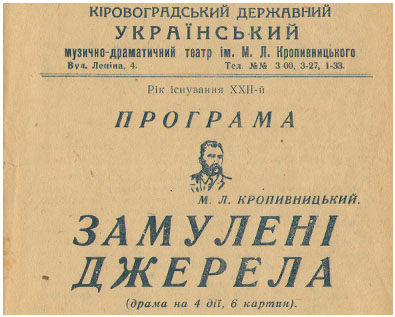 КІРОВОГРАДСЬКИЙ ДЕРЖАВНИЙ
УКРАЇНСЬКИЙ
музично-драматичний театр ім. М. Л. Кропивницького
Вул. Леніна, 4. Тел. №№ 3-00, 3-27, 1-33.
Рік існування XXII-й
ПРОГРАМА
М. Л. КРОПИВНИЦЬКИЙ.
ЗАМУЛЕНІ
ДЖЕРЕЛА
(драма на 4 дії, 6 картин).